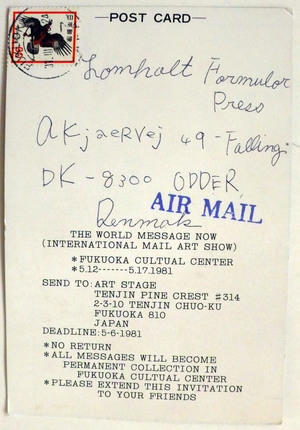 POST CARD
Lomholt Formular
Press
AKjaerVej 49-Falling
DK-8300 ODDER
Denmak
AIR MAIL
THE WORLD MESSAGE NOW
(INTERNATIONAL MAIL ART SHOW)
*FUKUOKA CULTUAL CENTER
*5.12-------5.17.1981
SEND TO:ART STAGE
TENJIN PINE CREST #314
2-3-10 TENJIN CHUO-KU
FUKUOKA 810
JAPAN
DEADLINE:5-6-1981
*NO RETURN
*ALL MESSAGES WILL BECOME
PERMANENT COLLECTION IN
FUKUOKA CULTUAL CENTER
*PLEASE EXTEND THIS INVITATION
TO YOUR FRIENDS